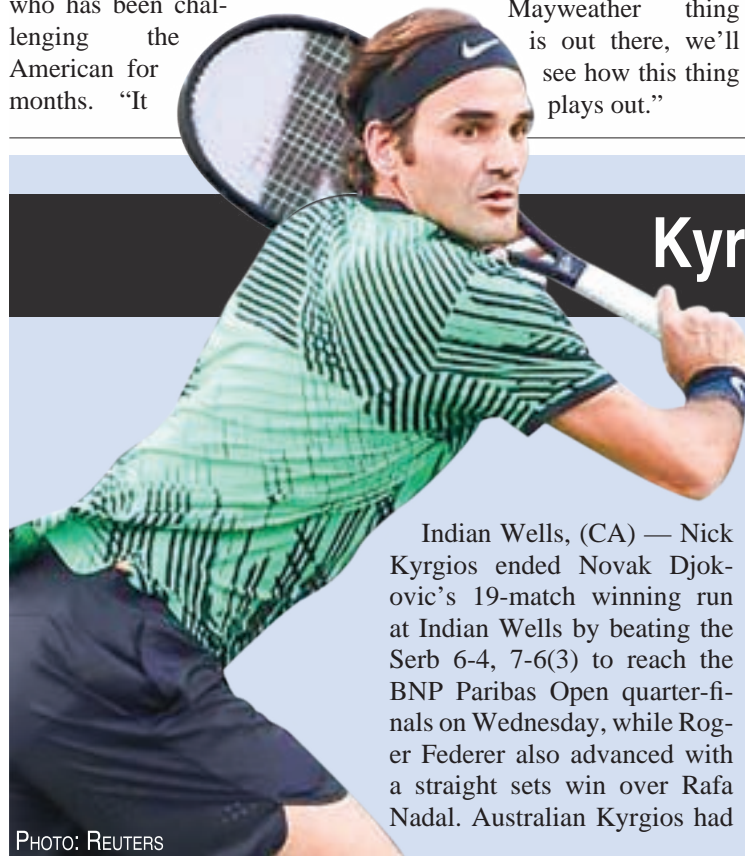 who has been chal-
lenging the
American for
months. “It
Mayweather thing
is out there, we’ll
see how this thing
plays out.”
Kyr
Indian Wells, (CA) — Nick
Kyrgios ended Novak Djok-
ovic’s 19-match winning run
at Indian Wells by beating the
Serb 6-4, 7-6(3) to reach the
BNP Paribas Open quarter-fi-
nals on Wednesday, while Rog-
er Federer also advanced with
a straight sets win over Rafa
Nadal. Australian Kyrgios had
PHOTO: REUTERS